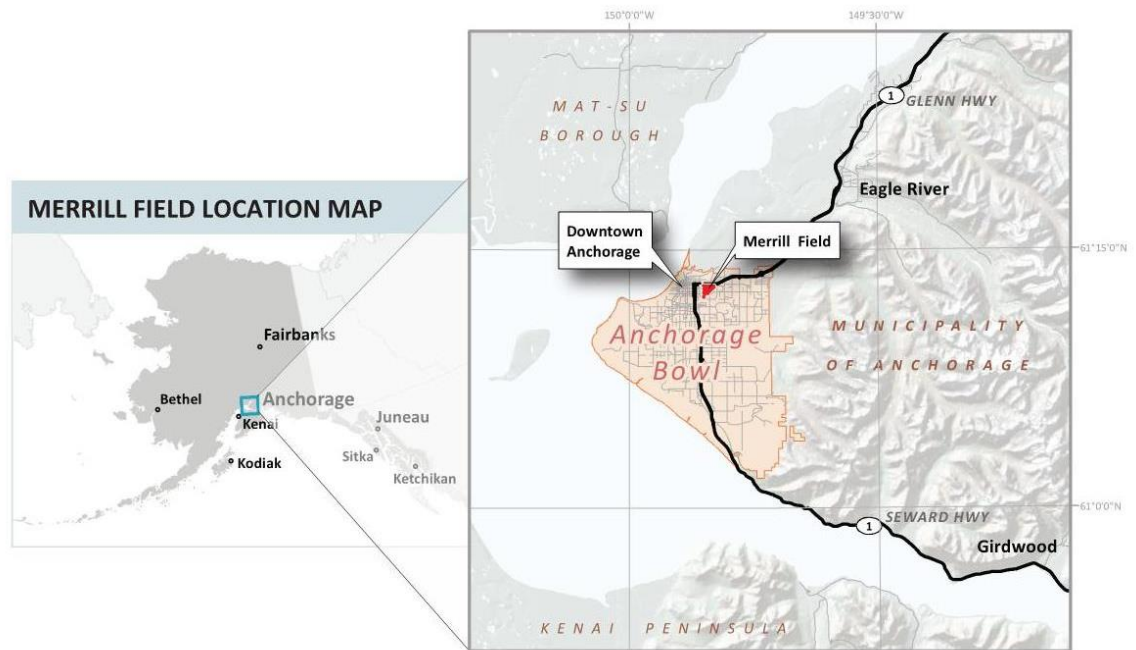 150°0'0"W
149°30'0"W
1
GLENN HWY
MAT-SU
BOROUGH
MERRILL FIELD LOCATION MAP
Eagle River
Downtown
Anchorage
Merrill Field
61°15'0"N
Fairbanks
Anchorage
Bowl
MUNICIPALITY
OF ANCHORAGE
Bethel
Anchorage
Kenai
Juneau
Sitka
Kodiak
Ketchikan
61°0'0"N
1
SEWARD HWY
Girdwood
KENAI PENINSULA